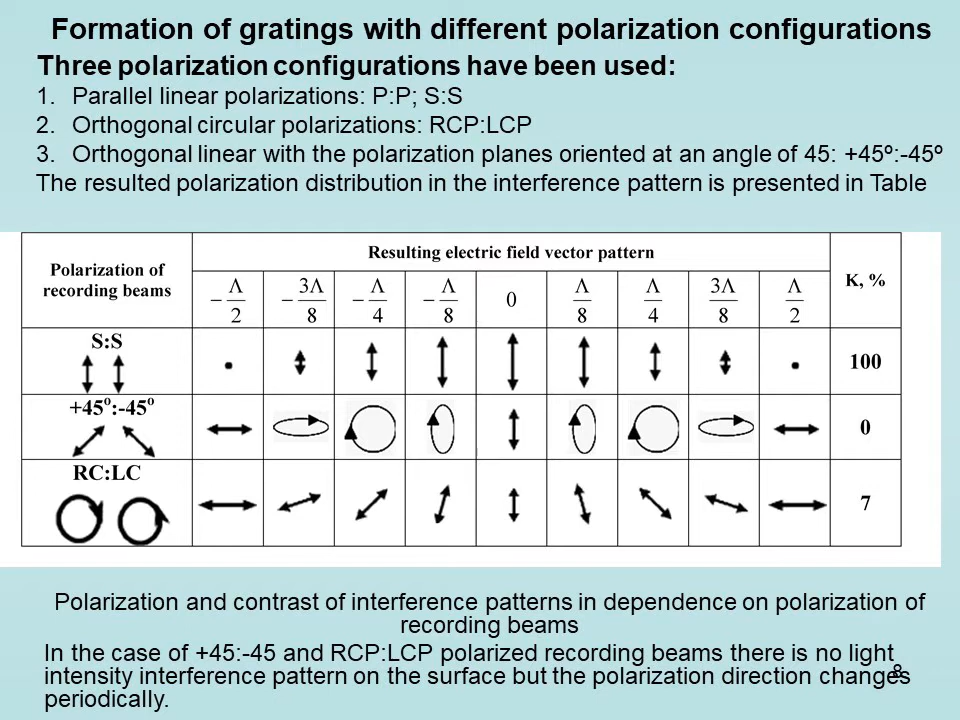 Formation of gratings with different polarization configurations
Three polarization configurations have been used:
1. Parallel linear polarizations: P:P; S:S
2. Orthogonal circular polarizations: RCP:LCP
3. Orthogonal linear with the polarization planes oriented at an angle of 45: +45º:-45º
The resulted polarization distribution in the interference pattern is presented in Table
Polarization of
recording beams
Resulting electric field vector pattern
K, %
−Λ/2 −3Λ/8 −Λ/4 −Λ/8 0 Λ/8 Λ/4 3Λ/8 Λ/2
S:S
100
+45º:-45º
0
RC:LC
7
Polarization and contrast of interference patterns in dependence on polarization of
recording beams
In the case of +45:-45 and RCP:LCP polarized recording beams there is no light
intensity interference pattern on the surface but the polarization direction changes
periodically.
8